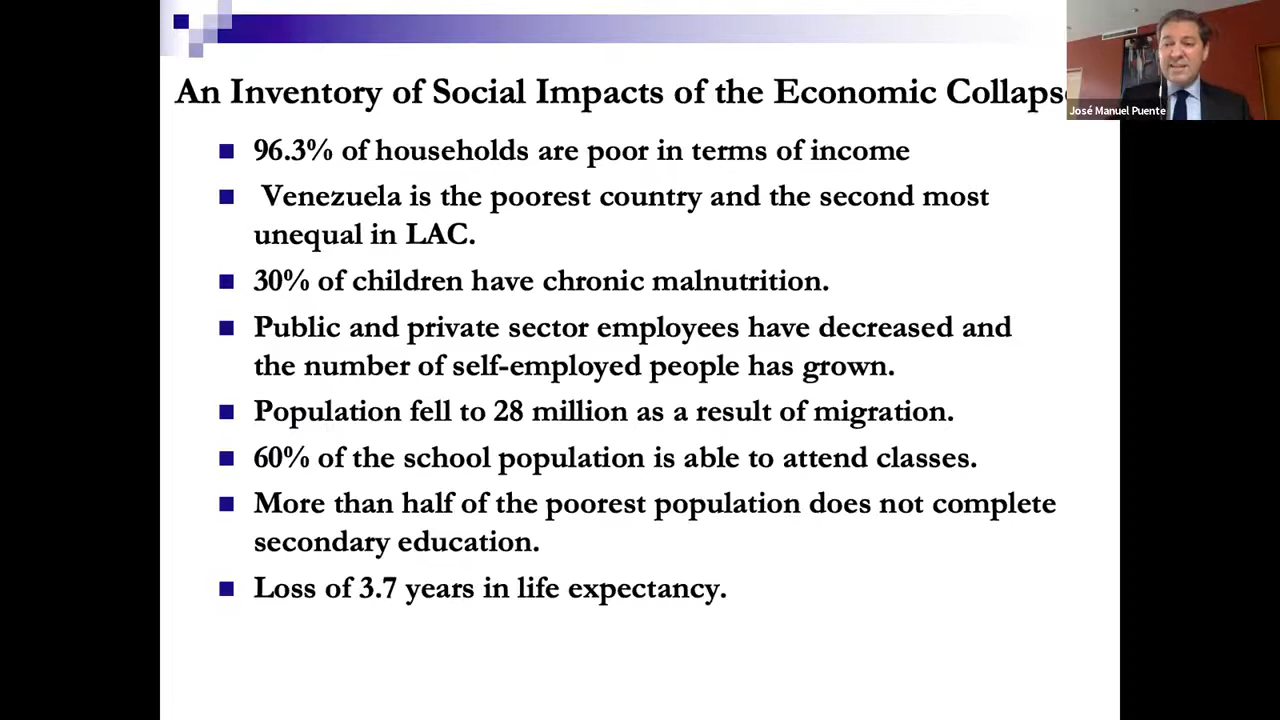 An Inventory of Social Impacts of the Economic Collaps
José Manuel Puente
96.3% of households are poor in terms of income
Venezuela is the poorest country and the second most
unequal in LAC.
30% of children have chronic malnutrition.
Public and private sector employees have decreased and
the number of self-employed people has grown.
Population fell to 28 million as a result of migration.
60% of the school population is able to attend classes.
More than half of the poorest population does not complete
secondary education.
Loss of 3.7 years in life expectancy.